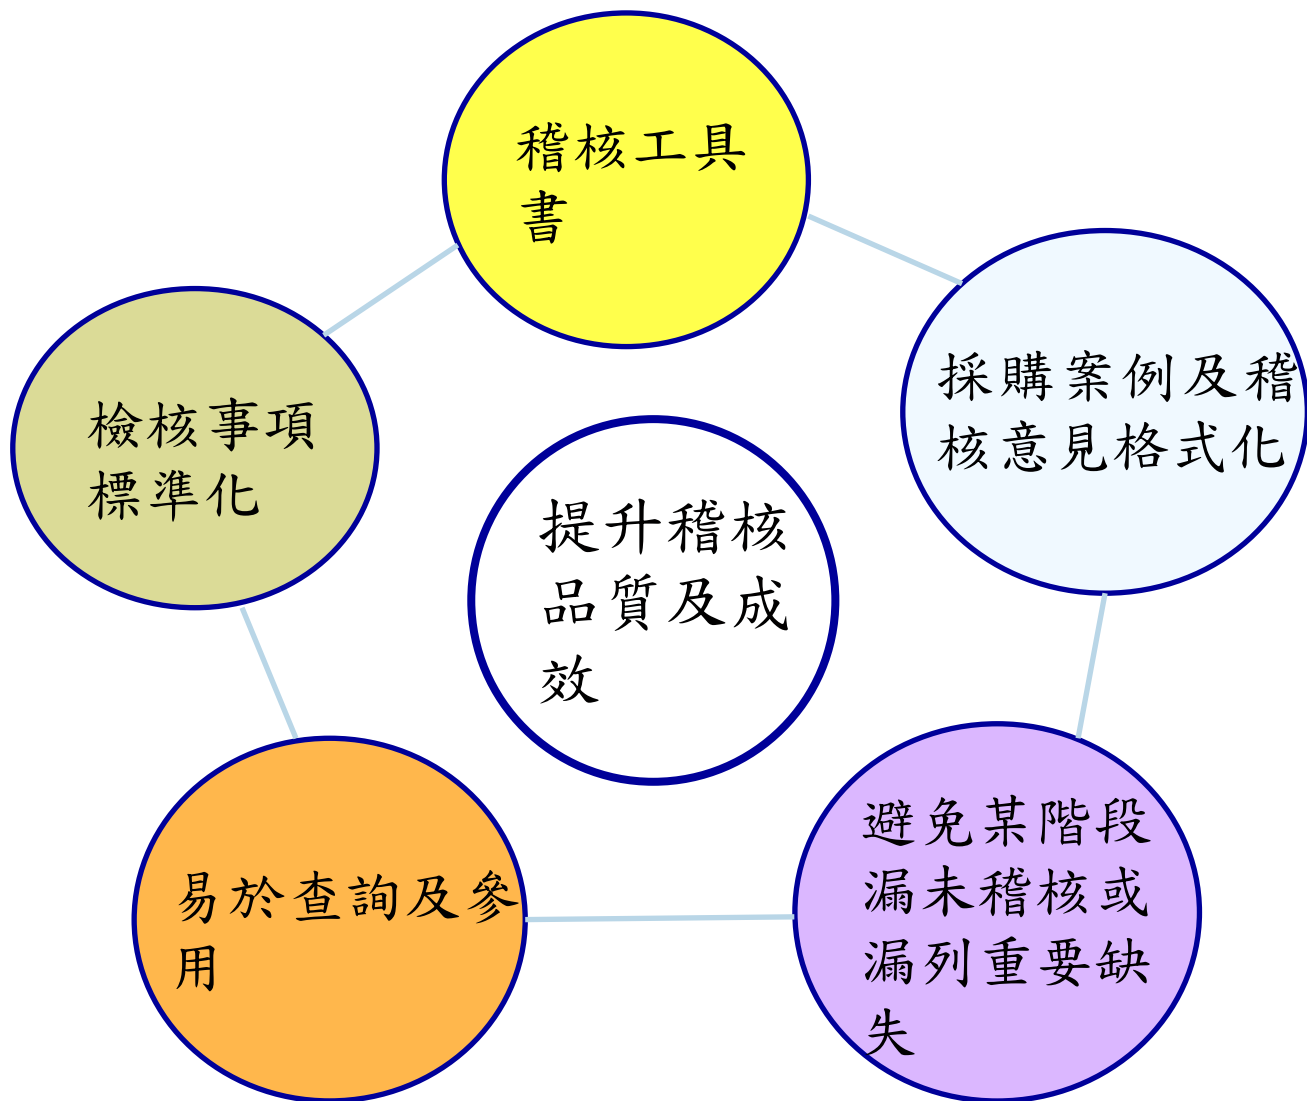 稽核工具
書
採購案例及稽
核意見格式化
檢核事項
標準化
提升稽核
品質及成
效
避免某階段
漏未稽核或
漏列重要缺
失
易於查詢及參
用